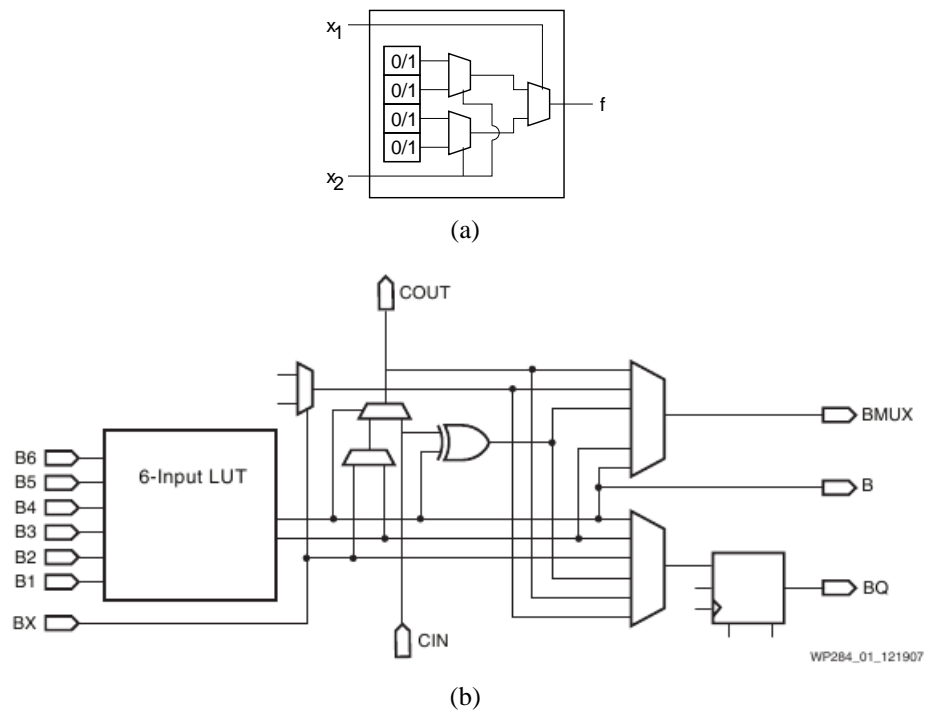 x1
0/1
0/1
f
0/1
0/1
x2
(a)
COUT
BMUX
B6
6-Input LUT
B5
B
B4
B3
B2
B1
BQ
BX
CIN
WP284_01_121907
(b)